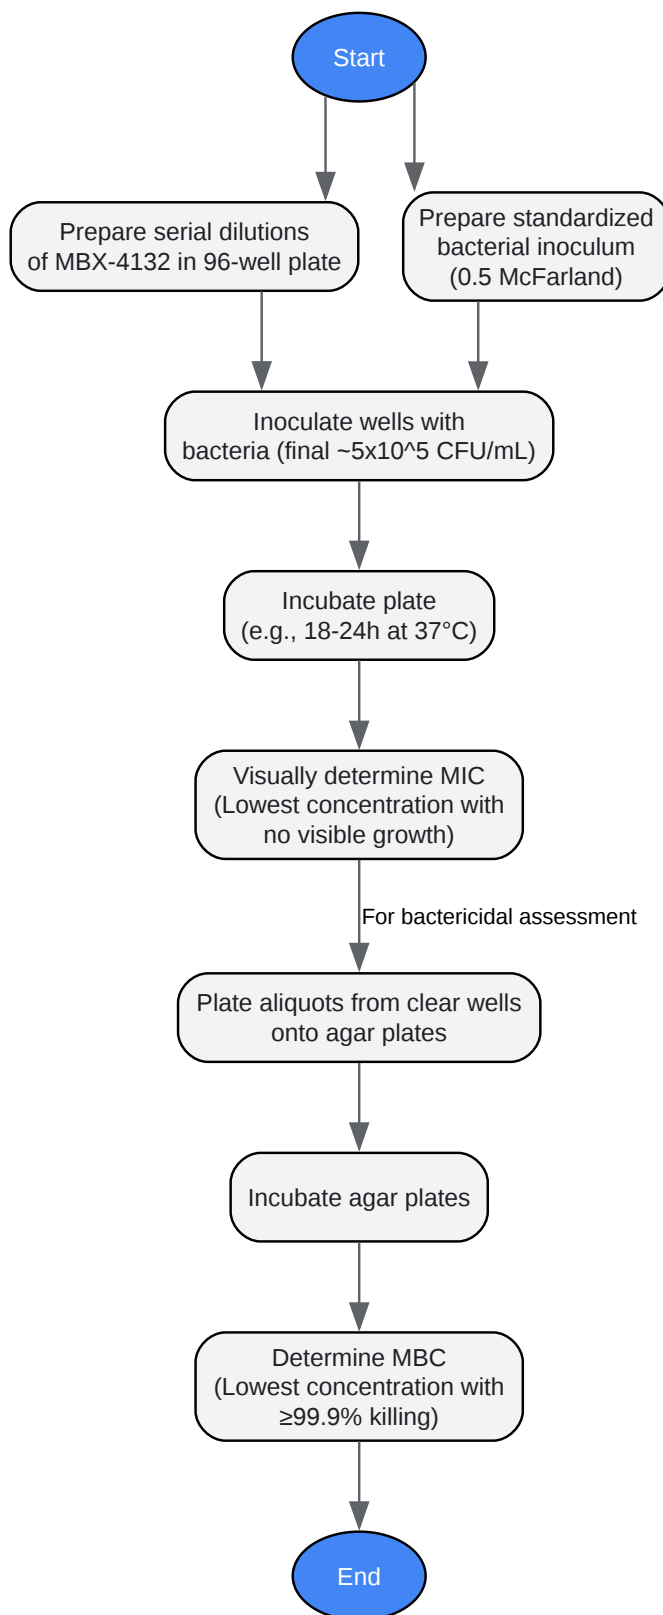 Start
Prepare serial dilutions
of MBX-4132 in 96-well plate
Prepare standardized
bacterial inoculum
(0.5 McFarland)
Inoculate wells with
bacteria (final ~5x10^5 CFU/mL)
Incubate plate
(e.g., 18-24h at 37°C)
Visually determine MIC
(Lowest concentration with
no visible growth)
For bactericidal assessment
Plate aliquots from clear wells
onto agar plates
Incubate agar plates
Determine MBC
(Lowest concentration with
≥99.9% killing)
End